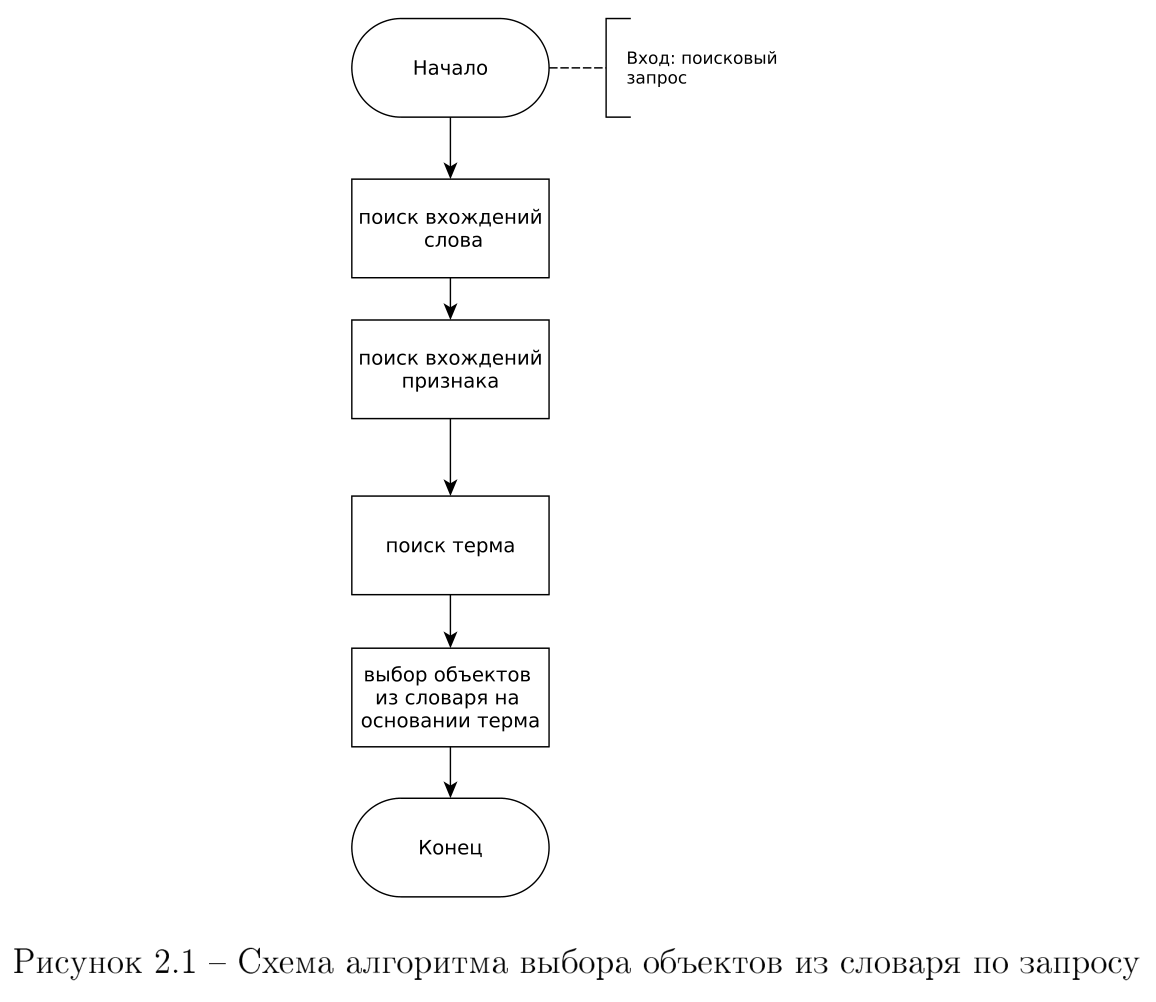 Начало
Вход: поисковый
запрос
поиск вхождений
слова
поиск вхождений
признака
поиск терма
выбор объектов
из словаря на
основании терма
Конец
Рисунок 2.1 – Схема алгоритма выбора объектов из словаря по запросу